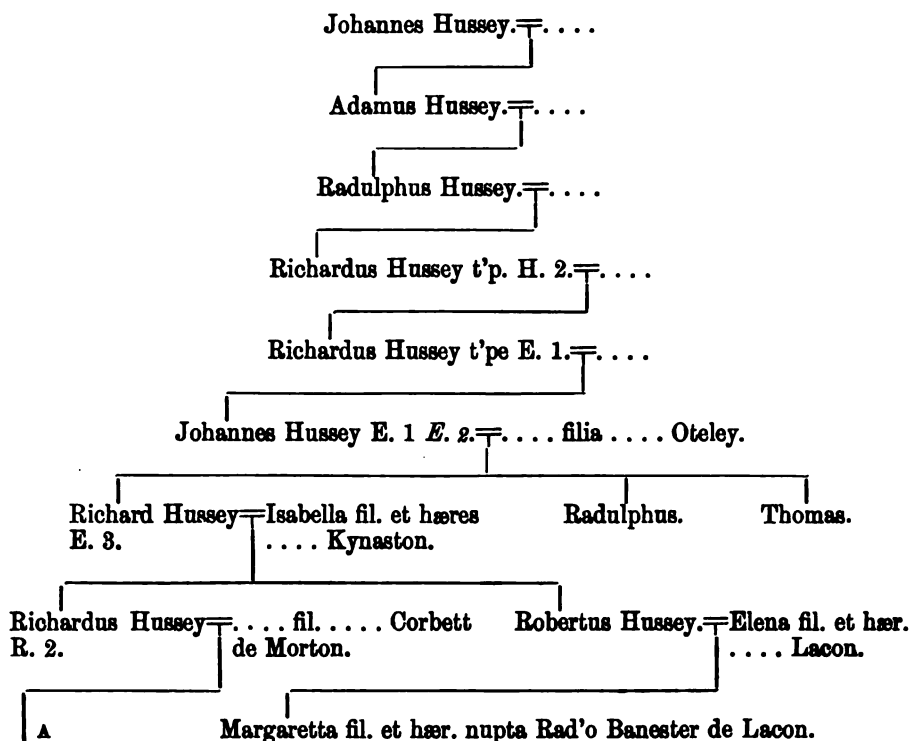 Johannes Hussey. . . . .
Adamus Hussey. . . . .
Radulphus Hussey. . . . .
Richardus Hussey t'p. H. 2. . . . .
Richardus Hussey t'pe E. 1. . . . .
Johannes Hussey E. 1 E. 2. . . . . filia . . . . Oteley.
Richard Hussey Isabella fil. et hæres Radulphus. Thomas.
E. 3. . . . . Kynaston.
Richardus Hussey . . . . fil. . . . . Corbett Robertus Hussey. Elena fil. et hær.
R. 2. de Morton. . . . . Lacon.
A Margaretta fil. et hær. nupta Rad'o Banester de Lacon.